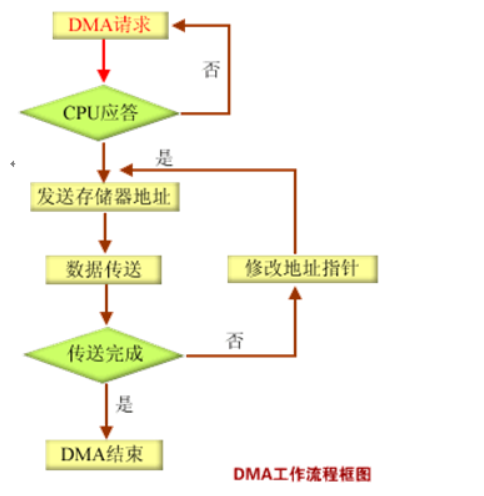 DMA请求
否
CPU应答
是
发送存储器地址
数据传送
修改地址指针
否
传送完成
是
DMA结束
DMA工作流程框图